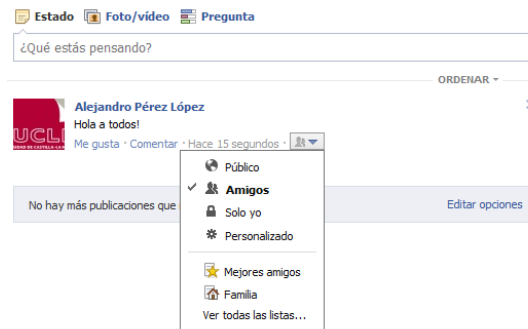 Estado Foto/vídeo Pregunta
¿Qué estás pensando?
ORDENAR
Alejandro Pérez López
Hola a todos!
UCL
Me gusta · Comentar · Hace 15 segundos ·
Público
Amigos
No hay más publicaciones que
Solo yo
Editar opciones
Personalizado
Mejores amigos
Familia
Ver todas las listas...